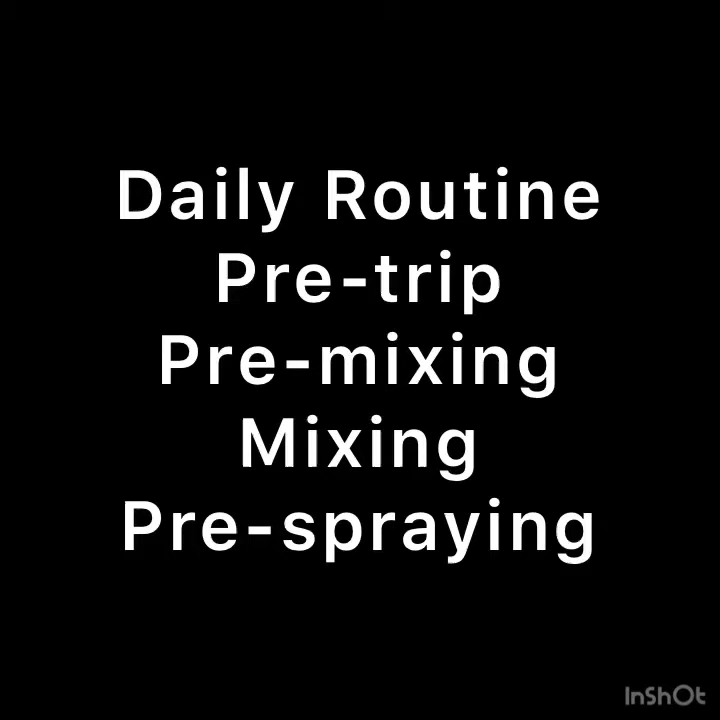 Daily Routine
Pre-trip
Pre-mixing
Mixing
Pre-spraying
InShOt